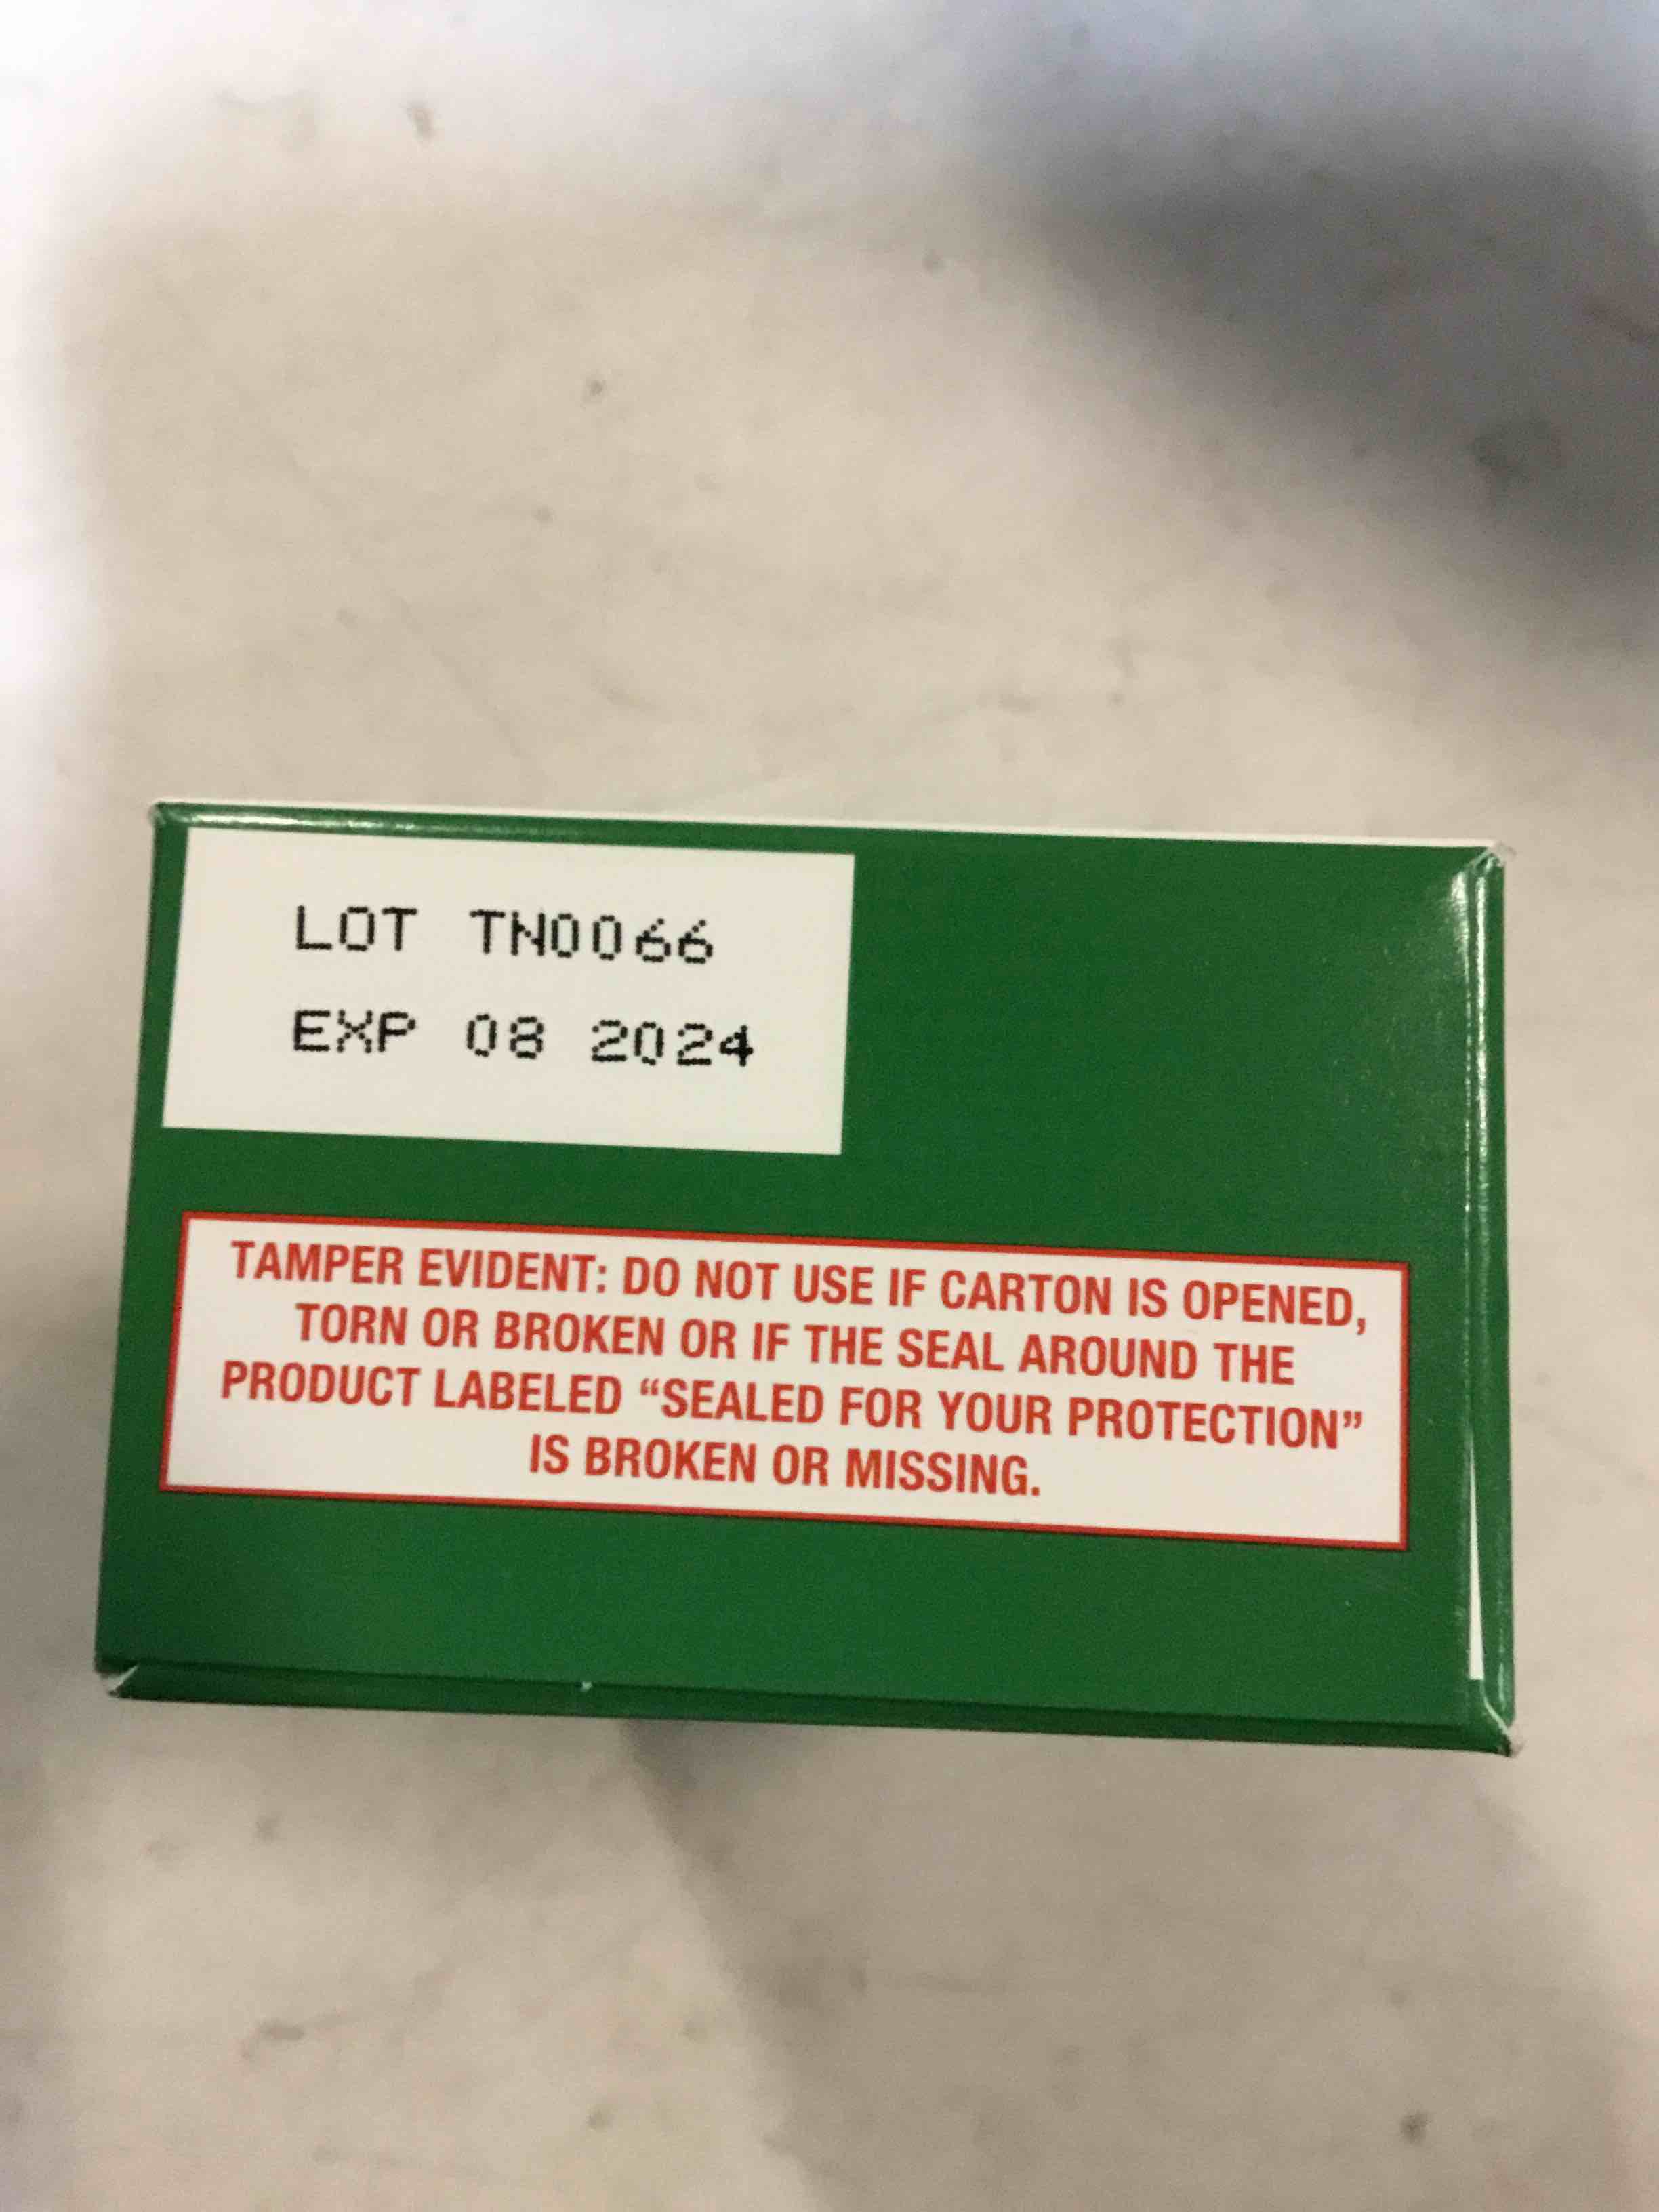 LOT TN0066
EXP 08 2024
TAMPER EVIDENT: DO NOT USE IF CARTON IS OPENED,
TORN OR BROKEN OR IF THE SEAL AROUND THE
PRODUCT LABELED “SEALED FOR YOUR PROTECTION”
IS BROKEN OR MISSING.